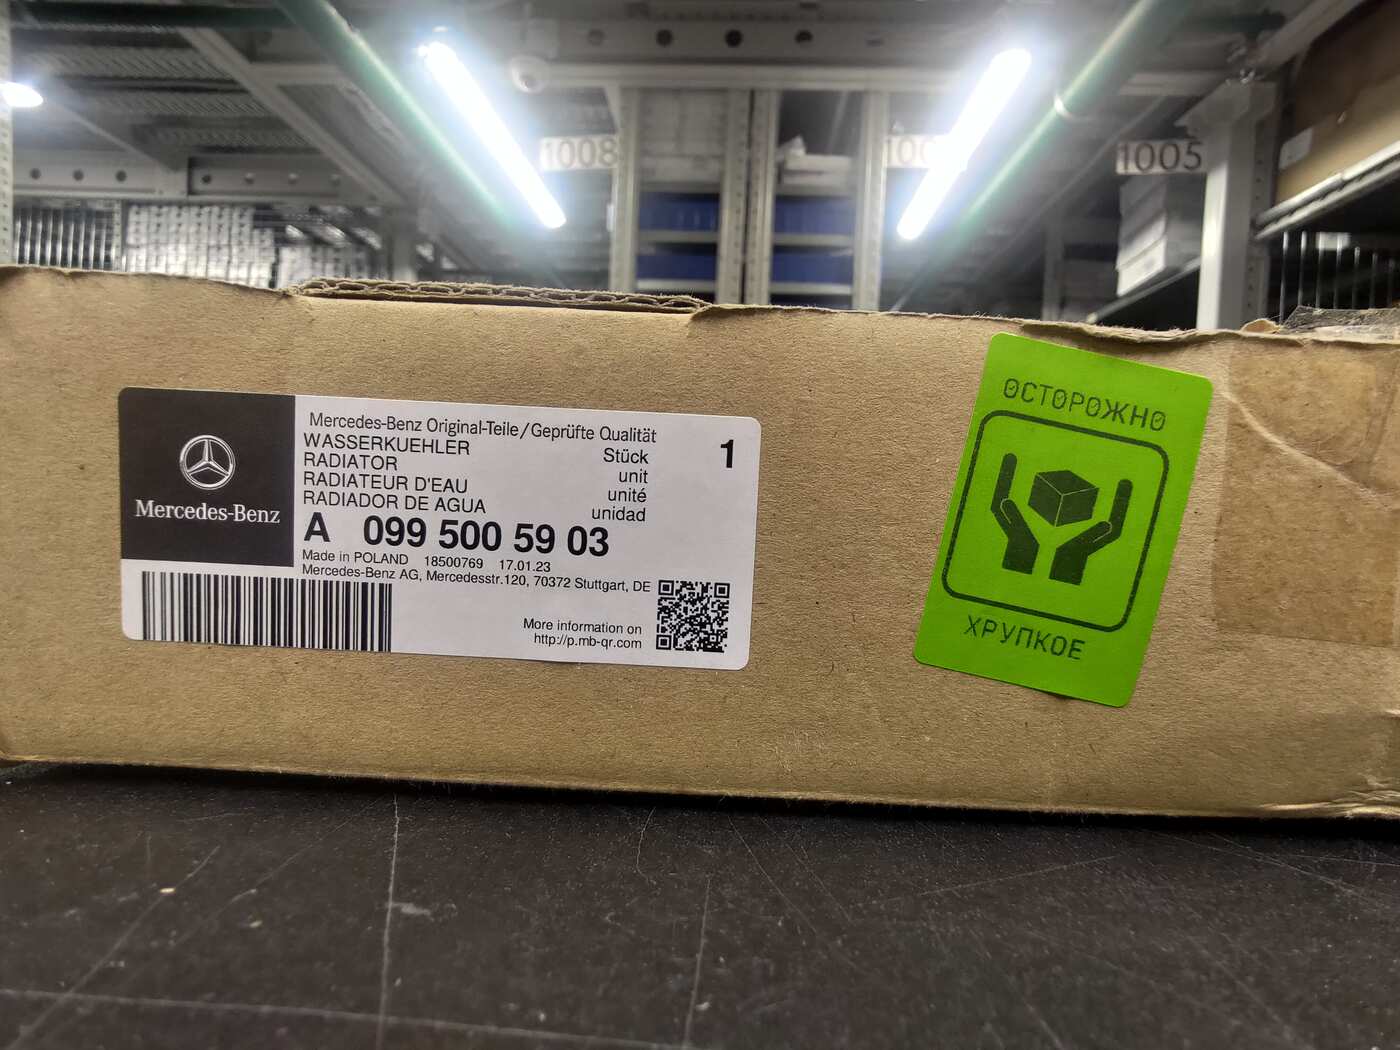 1008
1005
Mercedes-Benz
Mercedes-Benz Original-Teile/Geprüfte Qualität
WASSERKUEHLER Stück 1
RADIATOR unit
RADIATEUR D'EAU unité
RADIADOR DE AGUA unidad
A 099 500 59 03
Made in POLAND 18500769 17.01.23
Mercedes-Benz AG, Mercedesstr.120, 70372 Stuttgart, DE
More information on
http://p.mb-qr.com
ОСТОРОЖНО
ХРУПКОЕ